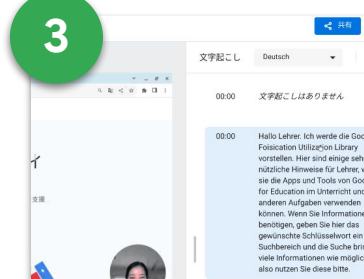 3
共有
文字起こし Deutsch
00:00 文字起こしはありません
00:00 Hallo Lehrer. Ich werde die Goo
Foisication Utilization Library
vorstellen. Hier sind einige seh
nützliche Hinweise für Lehrer, w
sie die Apps und Tools von Goo
for Education im Unterricht und
anderen Aufgaben verwenden
können. Wenn Sie Informatione
benötigen, geben Sie hier das
gewünschte Schlüsselwort ein
Suchbereich und die Suche brin
viele Informationen wie möglic
also nutzen Sie diese bitte.
イ
支援